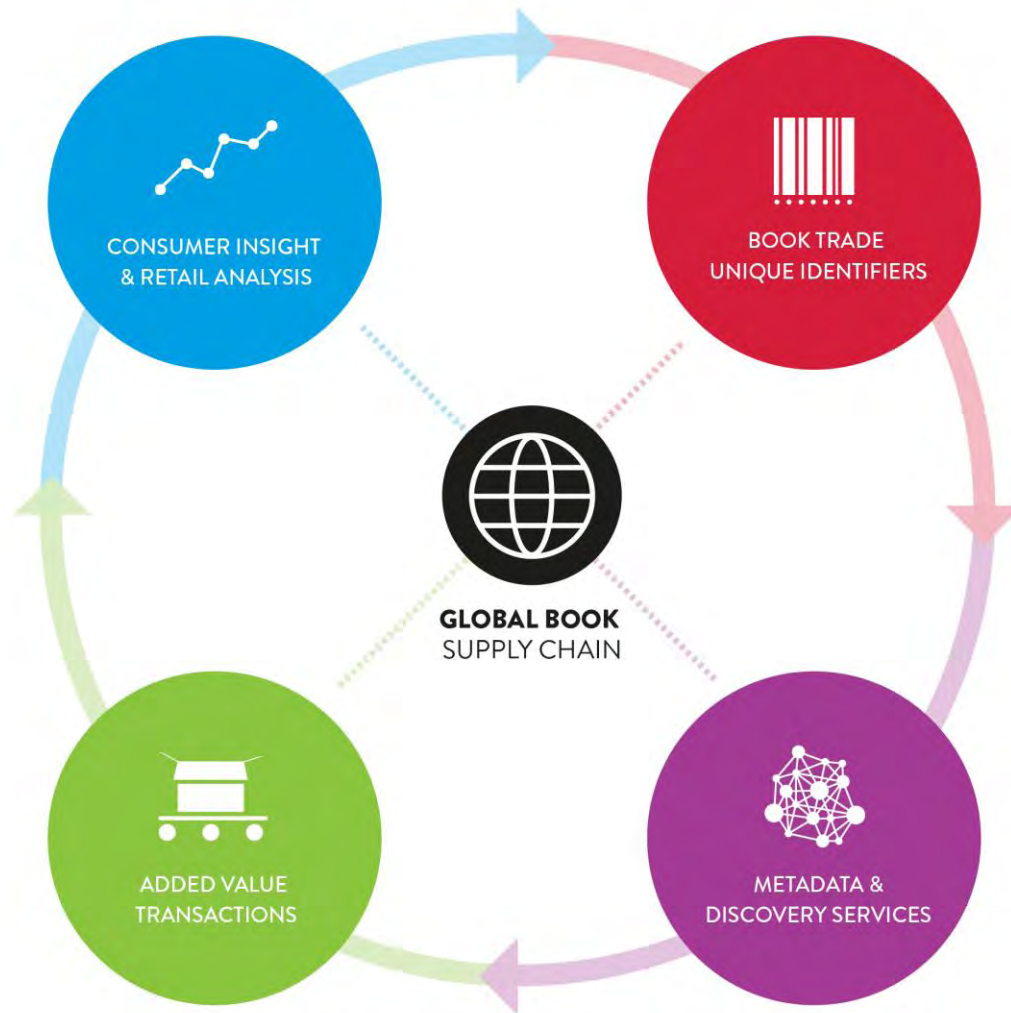 CONSUMER INSIGHT
& RETAIL ANALYSIS
BOOK TRADE
UNIQUE IDENTIFIERS
GLOBAL BOOK
SUPPLY CHAIN
ADDED VALUE
TRANSACTIONS
METADATA &
DISCOVERY SERVICES